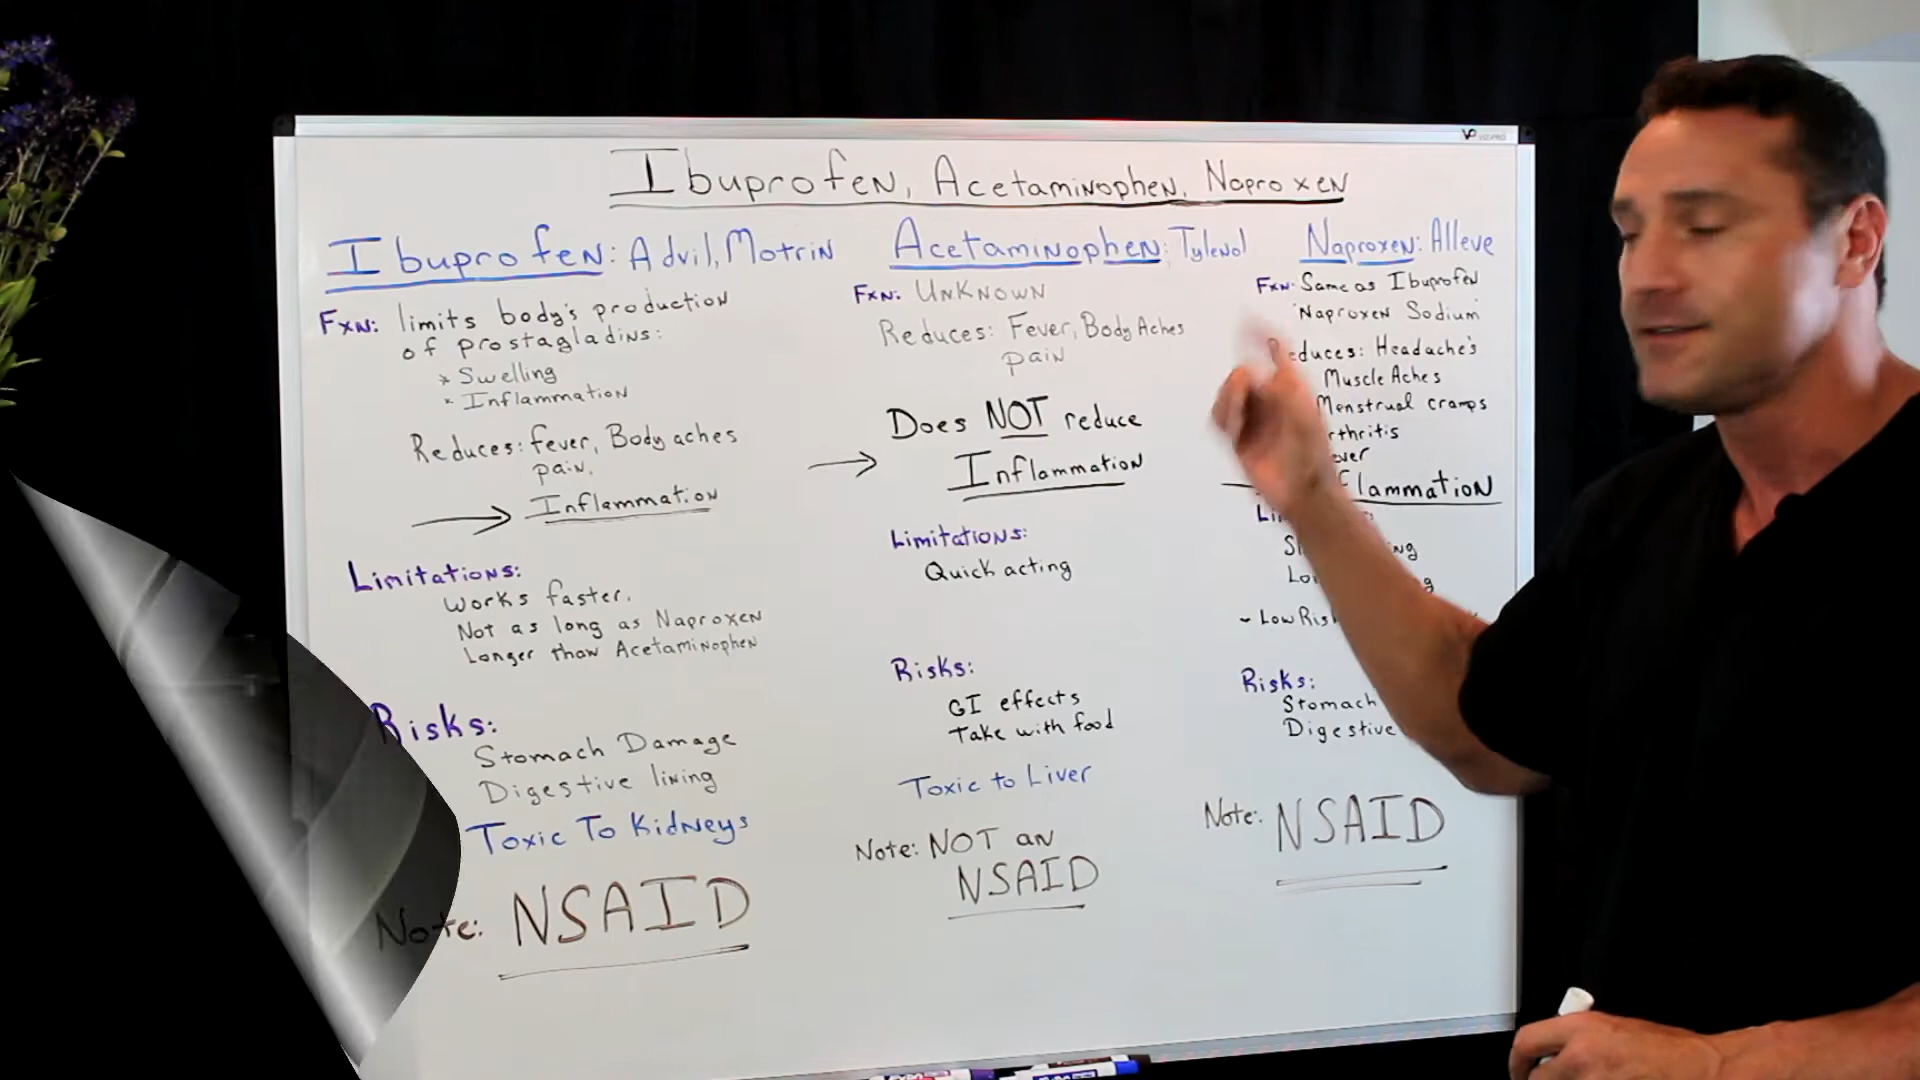 Ibuprofen, Acetaminophen, Naproxen
Ibuprofen: Advil, Motrin
Fxn: limits body's production
of prostagladins:
* Swelling
* Inflammation
Reduces: fever, Body aches
pain.
→ Inflammation
Limitations:
Works faster.
Not as long as Naproxen
Longer than Acetaminophen
Risks:
Stomach Damage
Digestive lining
Toxic To Kidneys
Note: NSAID
Acetaminophen: Tylenol
Fxn: Unknown
Reduces: Fever, Body Aches
pain
Does NOT reduce
→ Inflammation
Limitations:
Quick acting
Risks:
GI effects
Take with food
Toxic to Liver
Note: NOT an
NSAID
Naproxen: Alleve
Fxn: Same as Ibuprofen
'Naproxen Sodium'
Reduces: Headache's
Muscle Aches
Menstrual cramps
Stomach
Digestive
Risks:
Note: NSAID